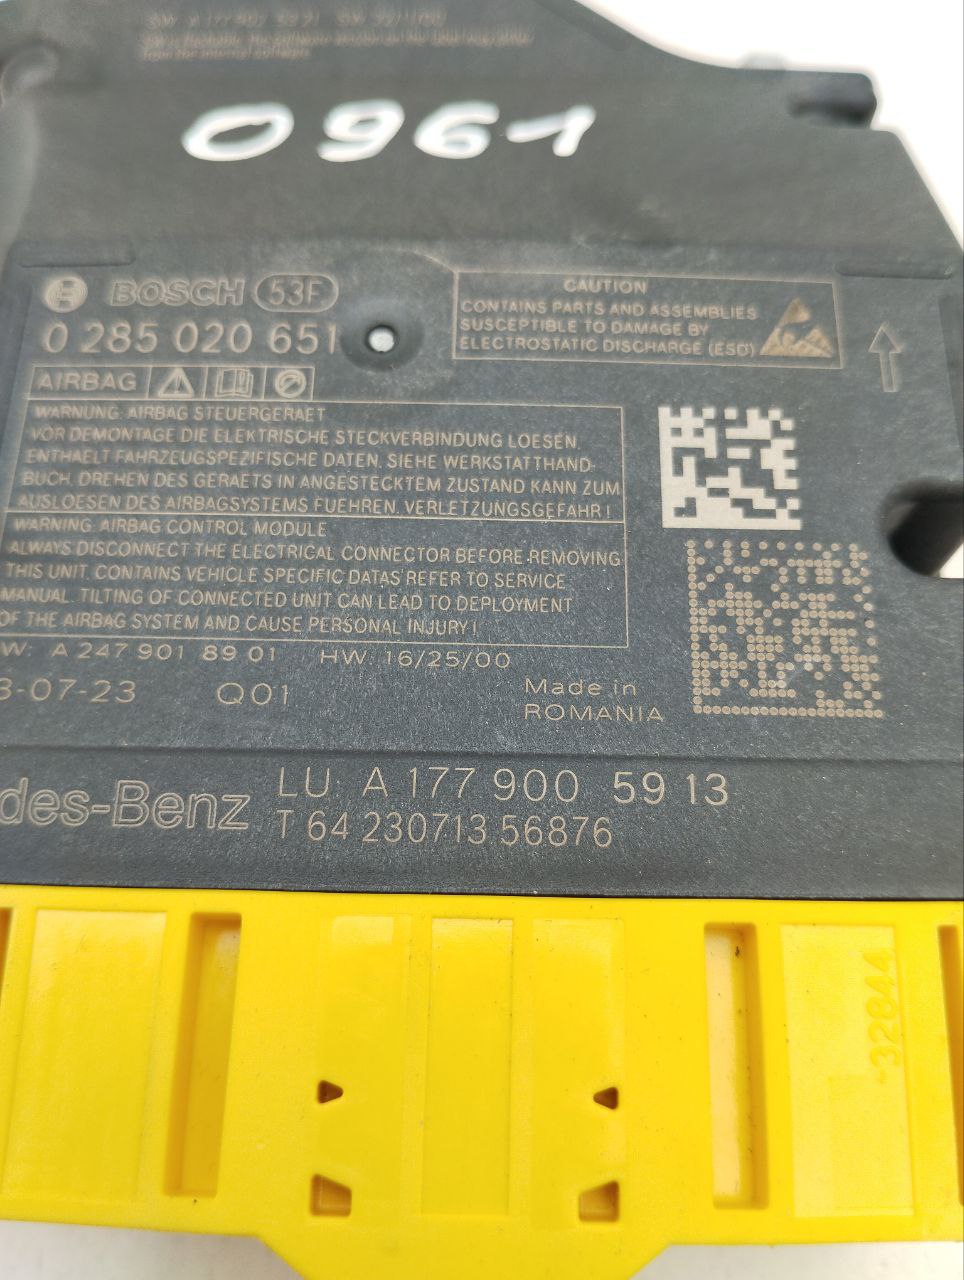 0961
BOSCH 53F
0 285 020 651
AIRBAG
CAUTION
CONTAINS PARTS AND ASSEMBLIES
SUSCEPTIBLE TO DAMAGE BY
ELECTROSTATIC DISCHARGE (ESD)
WARNUNG: AIRBAG STEUERGERAET
VOR DEMONTAGE DIE ELEKTRISCHE STECKVERBINDUNG LOESEN.
ENTHAELT FAHRZEUGSPEZIFISCHE DATEN. SIEHE WERKSTATTHAND-
BUCH. DREHEN DES GERAETS IN ANGESTECKTEM ZUSTAND KANN ZUM
AUSLOESEN DES AIRBAGSYSTEMS FUEHREN. VERLETZUNGSGEFAHR!
WARNING: AIRBAG CONTROL MODULE
ALWAYS DISCONNECT THE ELECTRICAL CONNECTOR BEFORE REMOVING
THIS UNIT. CONTAINS VEHICLE SPECIFIC DATAS REFER TO SERVICE
MANUAL. TILTING OF CONNECTED UNIT CAN LEAD TO DEPLOYMENT
OF THE AIRBAG SYSTEM AND CAUSE PERSONAL INJURY!
W: A 247 901 89 01 HW: 16/25/00
3-07-23 Q01
Made in
ROMANIA
des-Benz
LU: A 177 900 59 13
T 64 230713 56876
32844